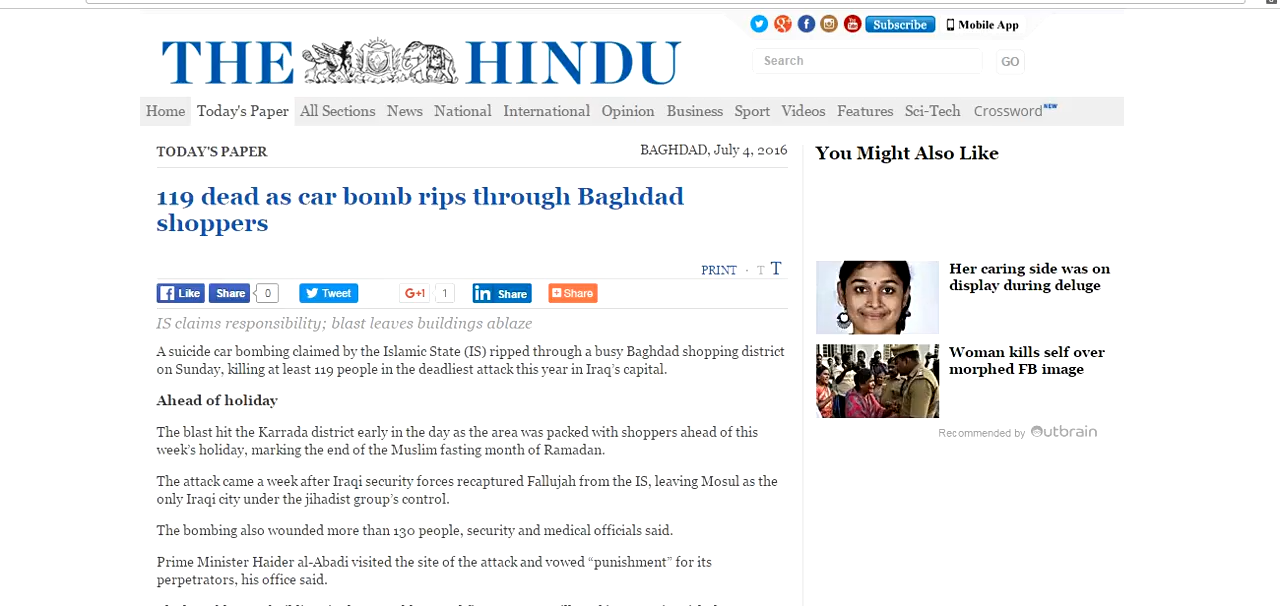 Subscribe Mobile App
THE HINDU
Search GO
Home Today's Paper All Sections News National International Opinion Business Sport Videos Features Sci-Tech Crossword NEW
TODAY'S PAPER BAGHDAD, July 4, 2016
119 dead as car bomb rips through Baghdad
shoppers
PRINT · T T
Like Share 0 Tweet G+1 1 in Share Share
IS claims responsibility; blast leaves buildings ablaze
A suicide car bombing claimed by the Islamic State (IS) ripped through a busy Baghdad shopping district
on Sunday, killing at least 119 people in the deadliest attack this year in Iraq's capital.
Ahead of holiday
The blast hit the Karrada district early in the day as the area was packed with shoppers ahead of this
week's holiday, marking the end of the Muslim fasting month of Ramadan.
The attack came a week after Iraqi security forces recaptured Fallujah from the IS, leaving Mosul as the
only Iraqi city under the jihadist group's control.
The bombing also wounded more than 130 people, security and medical officials said.
Prime Minister Haider al-Abadi visited the site of the attack and vowed “punishment” for its
perpetrators, his office said.
You Might Also Like
Her caring side was on
display during deluge
Woman kills self over
morphed FB image
Recommended by Outbrain